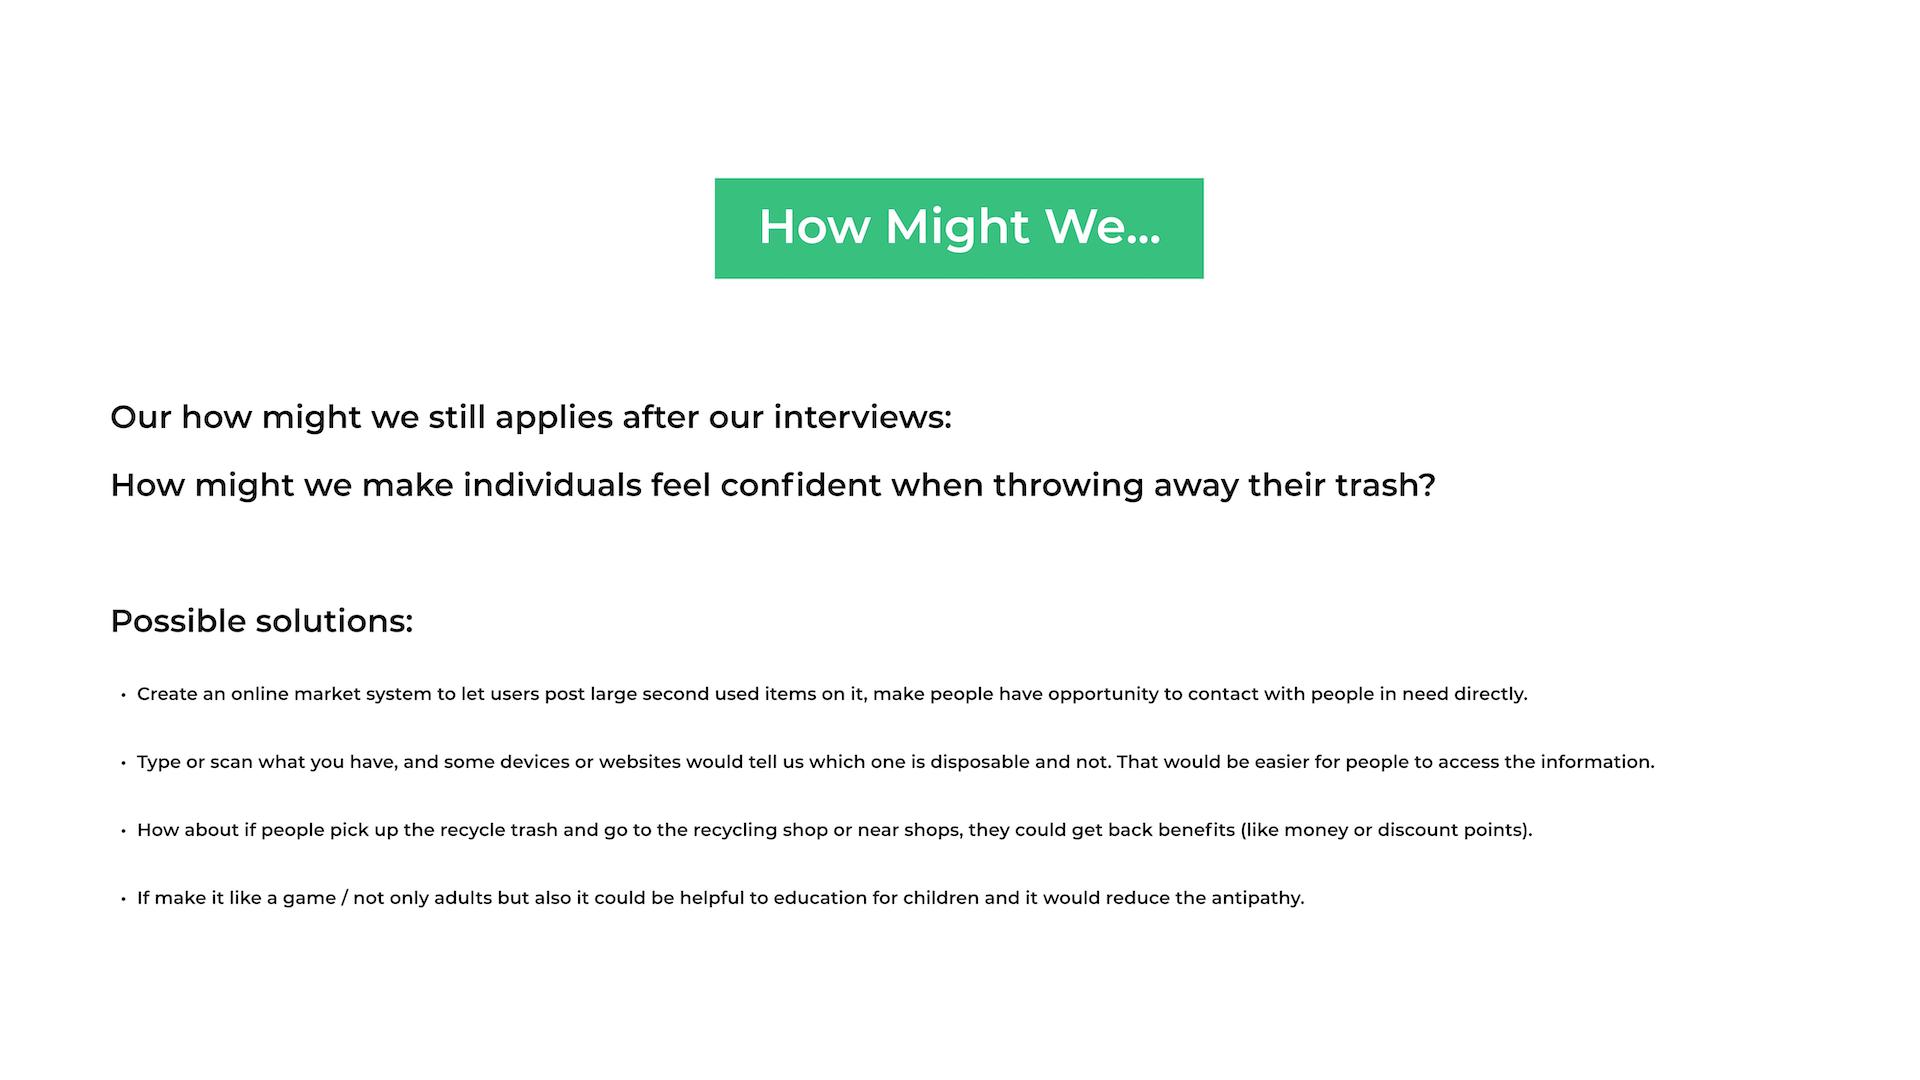 How Might We...
Our how might we still applies after our interviews:
How might we make individuals feel confident when throwing away their trash?
Possible solutions:
• Create an online market system to let users post large second used items on it, make people have opportunity to contact with people in need directly.
• Type or scan what you have, and some devices or websites would tell us which one is disposable and not. That would be easier for people to access the information.
• How about if people pick up the recycle trash and go to the recycling shop or near shops, they could get back benefits (like money or discount points).
• If make it like a game / not only adults but also it could be helpful to education for children and it would reduce the antipathy.